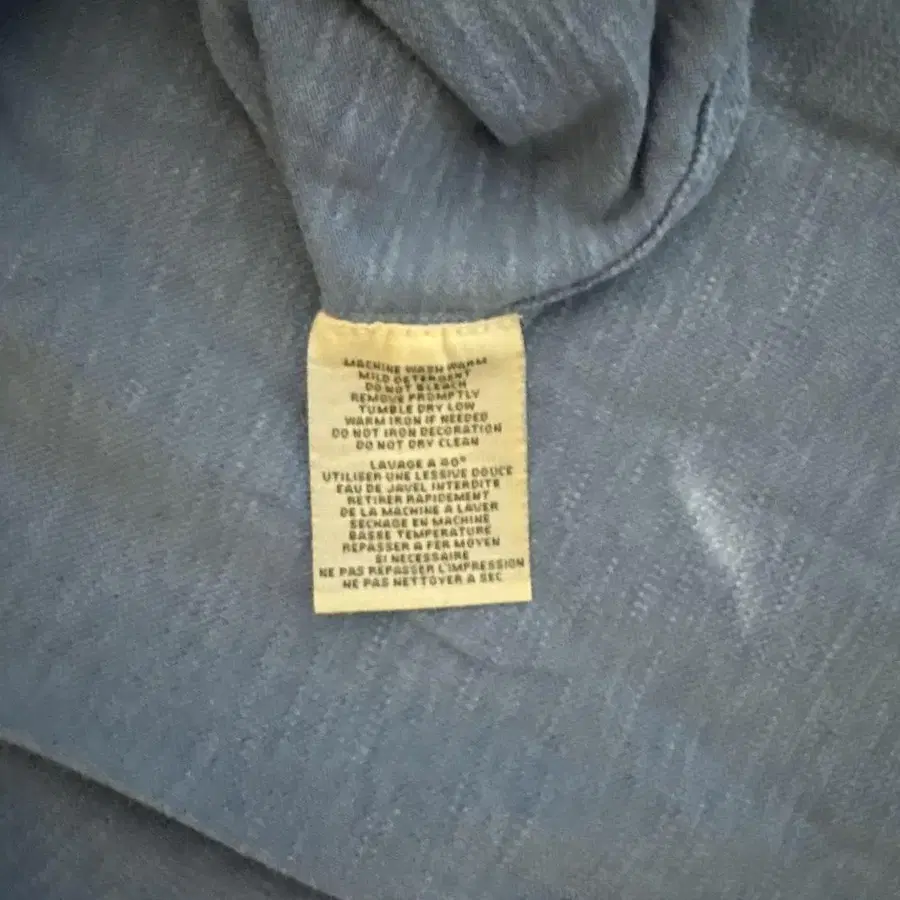 MACHINE WASH WARM
MILD DETERGENT
DO NOT BLEACH
REMOVE PROMPTLY
TUMBLE DRY LOW
WARM IRON IF NEEDED
DO NOT IRON DECORATION
DO NOT DRY CLEAN
LAVAGE A 40°
UTILISER UNE LESSIVE DOUCE
EAU DE JAVEL INTERDITE
RETIRER RAPIDEMENT
DE LA MACHINE A LAVER
SECHAGE EN MACHINE
BASSE TEMPERATURE
REPASSER A FER MOYEN
SI NECESSAIRE
NE PAS REPASSER L'IMPRESSION
NE PAS NETTOYER A SEC